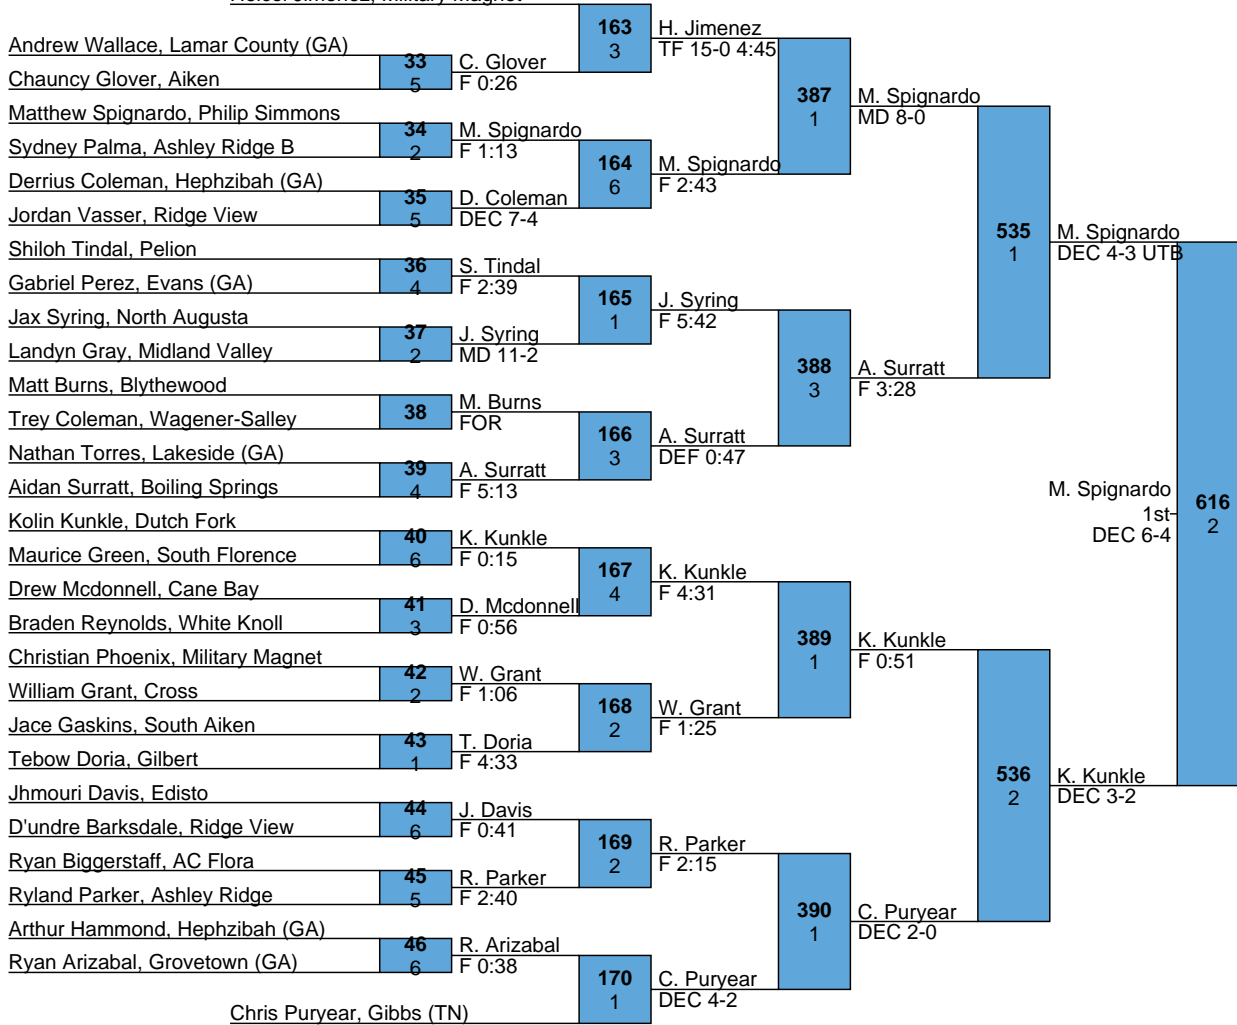 Andrew Wallace, Lamar County (GA)
33
5
Chauncy Glover, Aiken
C. Glover
F 0:26
163
3
H. Jimenez
TF 15-0 4:45
Matthew Spignardo, Philip Simmons
34
2
Sydney Palma, Ashley Ridge B
M. Spignardo
F 1:13
164
6
M. Spignardo
F 2:43
Derrius Coleman, Hephzibah (GA)
35
5
Jordan Vasser, Ridge View
D. Coleman
DEC 7-4
387
1
M. Spignardo
MD 8-0
Shiloh Tindal, Pelion
36
4
Gabriel Perez, Evans (GA)
S. Tindal
F 2:39
165
1
J. Syring
F 5:42
Jax Syring, North Augusta
37
2
Landyn Gray, Midland Valley
J. Syring
MD 11-2
Matt Burns, Blythewood
38
Trey Coleman, Wagener-Salley
M. Burns
FOR
166
3
A. Surratt
DEF 0:47
Nathan Torres, Lakeside (GA)
39
4
Aidan Surratt, Boiling Springs
A. Surratt
F 5:13
388
3
A. Surratt
F 3:28
535
1
M. Spignardo
DEC 4-3 UTB
Kolin Kunkle, Dutch Fork
40
6
Maurice Green, South Florence
K. Kunkle
F 0:15
167
4
K. Kunkle
F 4:31
Drew Mcdonnell, Cane Bay
41
3
Braden Reynolds, White Knoll
D. Mcdonnell
F 0:56
Christian Phoenix, Military Magnet
42
2
William Grant, Cross
W. Grant
F 1:06
168
2
W. Grant
F 1:25
Jace Gaskins, South Aiken
43
1
Tebow Doria, Gilbert
T. Doria
F 4:33
389
1
K. Kunkle
F 0:51
Jhmouri Davis, Edisto
44
6
D'undre Barksdale, Ridge View
J. Davis
F 0:41
169
2
R. Parker
F 2:15
Ryan Biggerstaff, AC Flora
45
5
Ryland Parker, Ashley Ridge
R. Parker
F 2:40
Arthur Hammond, Hephzibah (GA)
46
6
Ryan Arizabal, Grovetown (GA)
R. Arizabal
F 0:38
170
1
Chris Puryear, Gibbs (TN)
C. Puryear
DEC 4-2
390
1
C. Puryear
DEC 2-0
536
2
K. Kunkle
DEC 3-2
616
2
M. Spignardo
1st
DEC 6-4